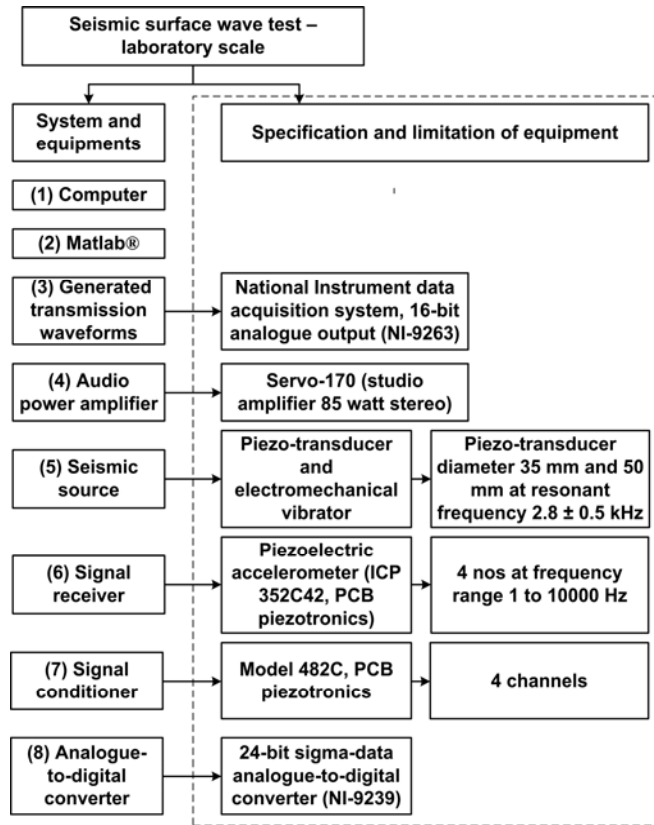 Seismic surface wave test –
laboratory scale
System and
equipments
Specification and limitation of equipment
(1) Computer
(2) Matlab®
(3) Generated
transmission
waveforms
National Instrument data
acquisition system, 16-bit
analogue output (NI-9263)
(4) Audio
power amplifier
Servo-170 (studio
amplifier 85 watt stereo)
(5) Seismic
source
Piezo-transducer
and
electromechanical
vibrator
Piezo-transducer
diameter 35 mm and 50
mm at resonant
frequency 2.8 ± 0.5 kHz
(6) Signal
receiver
Piezoelectric
accelerometer (ICP
352C42, PCB
piezotronics)
4 nos at frequency
range 1 to 10000 Hz
(7) Signal
conditioner
Model 482C, PCB
piezotronics
4 channels
(8) Analogue-
to-digital
converter
24-bit sigma-data
analogue-to-digital
converter (NI-9239)